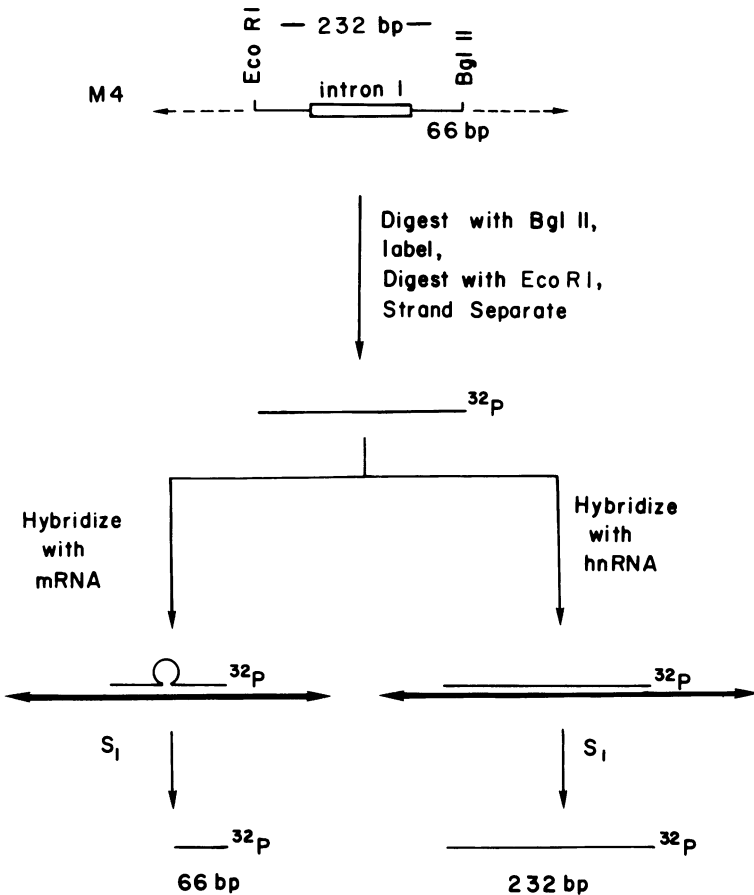 Eco RI
— 232 bp —
Bgl II
M4
intron I
66 bp
Digest with Bgl II,
label,
Digest with Eco RI,
Strand Separate
32P
Hybridize
with
mRNA
Hybridize
with
hnRNA
32P
32P
S1
S1
32P
32P
66 bp
232 bp